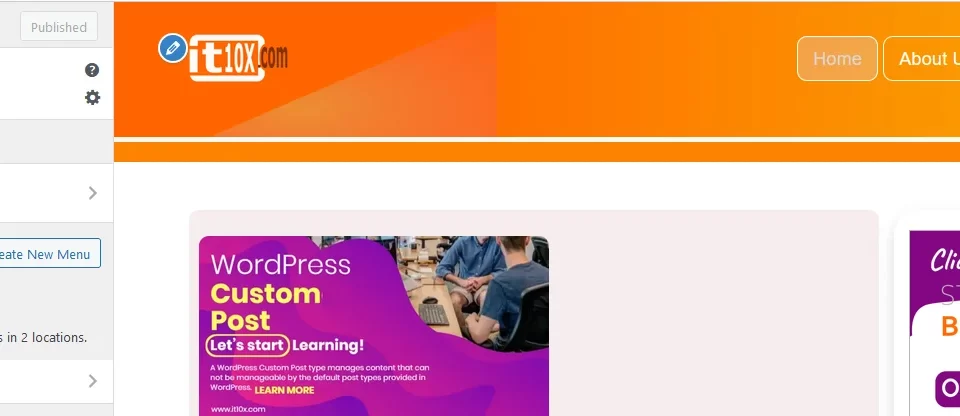 Published
it10X.com
Home
About U
eate New Menu
s in 2 locations.
WordPress
Custom
Post
Let's start Learning!
A WordPress Custom Post type manages content that can
not be manageable by the default post types provided in
WordPress. LEARN MORE
www.it10x.com
Clie
ST
B
O